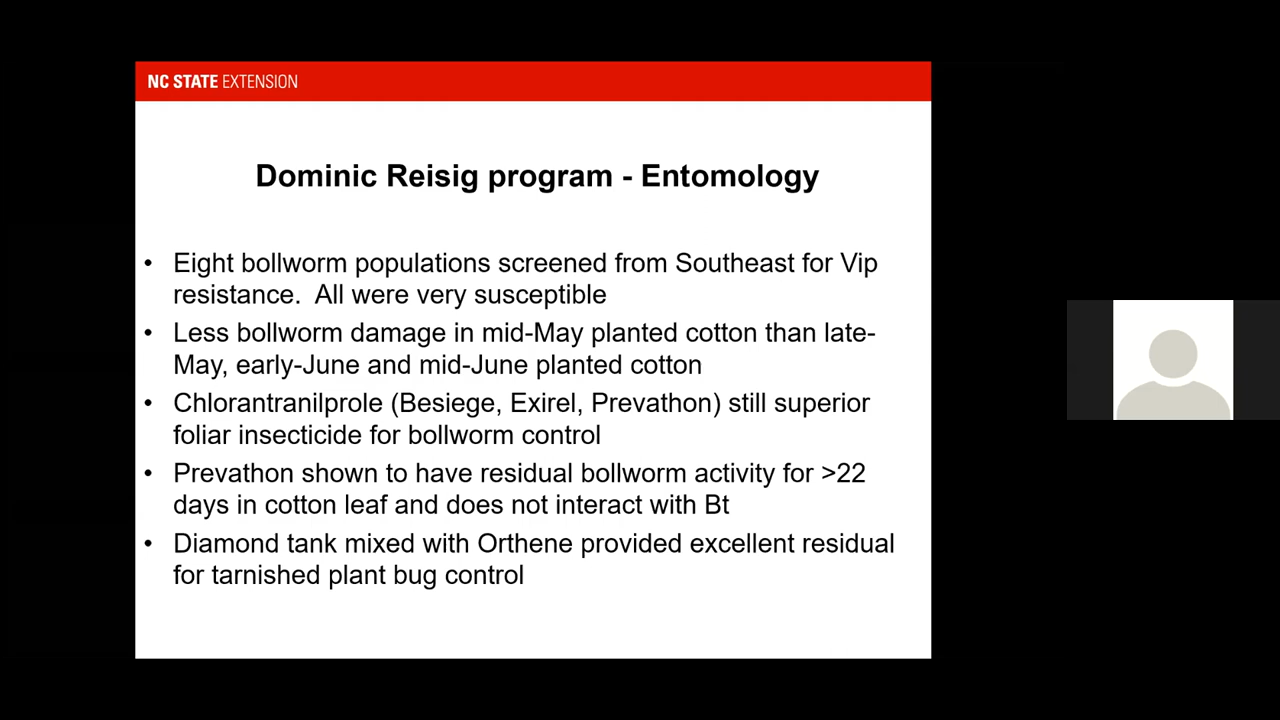 NC STATE EXTENSION
Dominic Reisig program - Entomology
• Eight bollworm populations screened from Southeast for Vip
resistance.  All were very susceptible
• Less bollworm damage in mid-May planted cotton than late-
May, early-June and mid-June planted cotton
• Chlorantranilprole (Besiege, Exirel, Prevathon) still superior
foliar insecticide for bollworm control
• Prevathon shown to have residual bollworm activity for >22
days in cotton leaf and does not interact with Bt
• Diamond tank mixed with Orthene provided excellent residual
for tarnished plant bug control